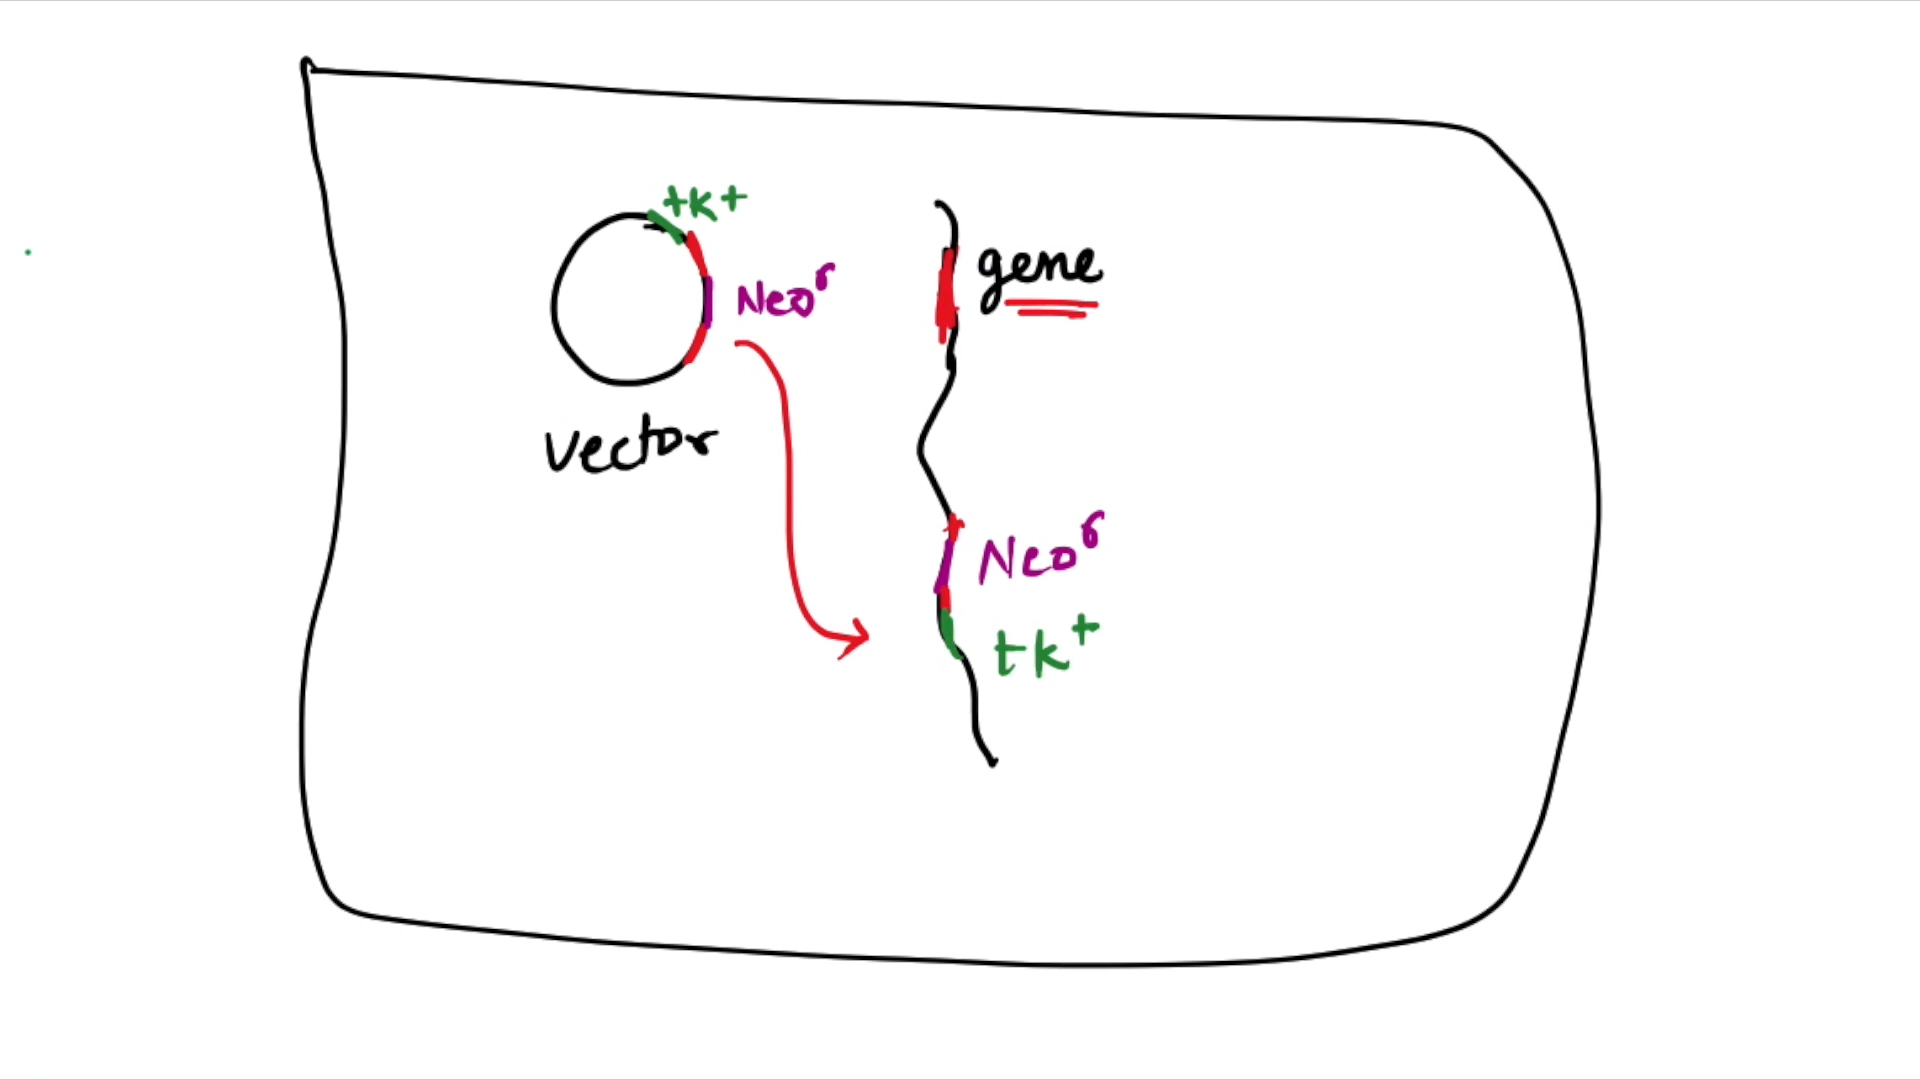 tk+
gene
Neoʳ
vector
Neoʳ
tk⁺